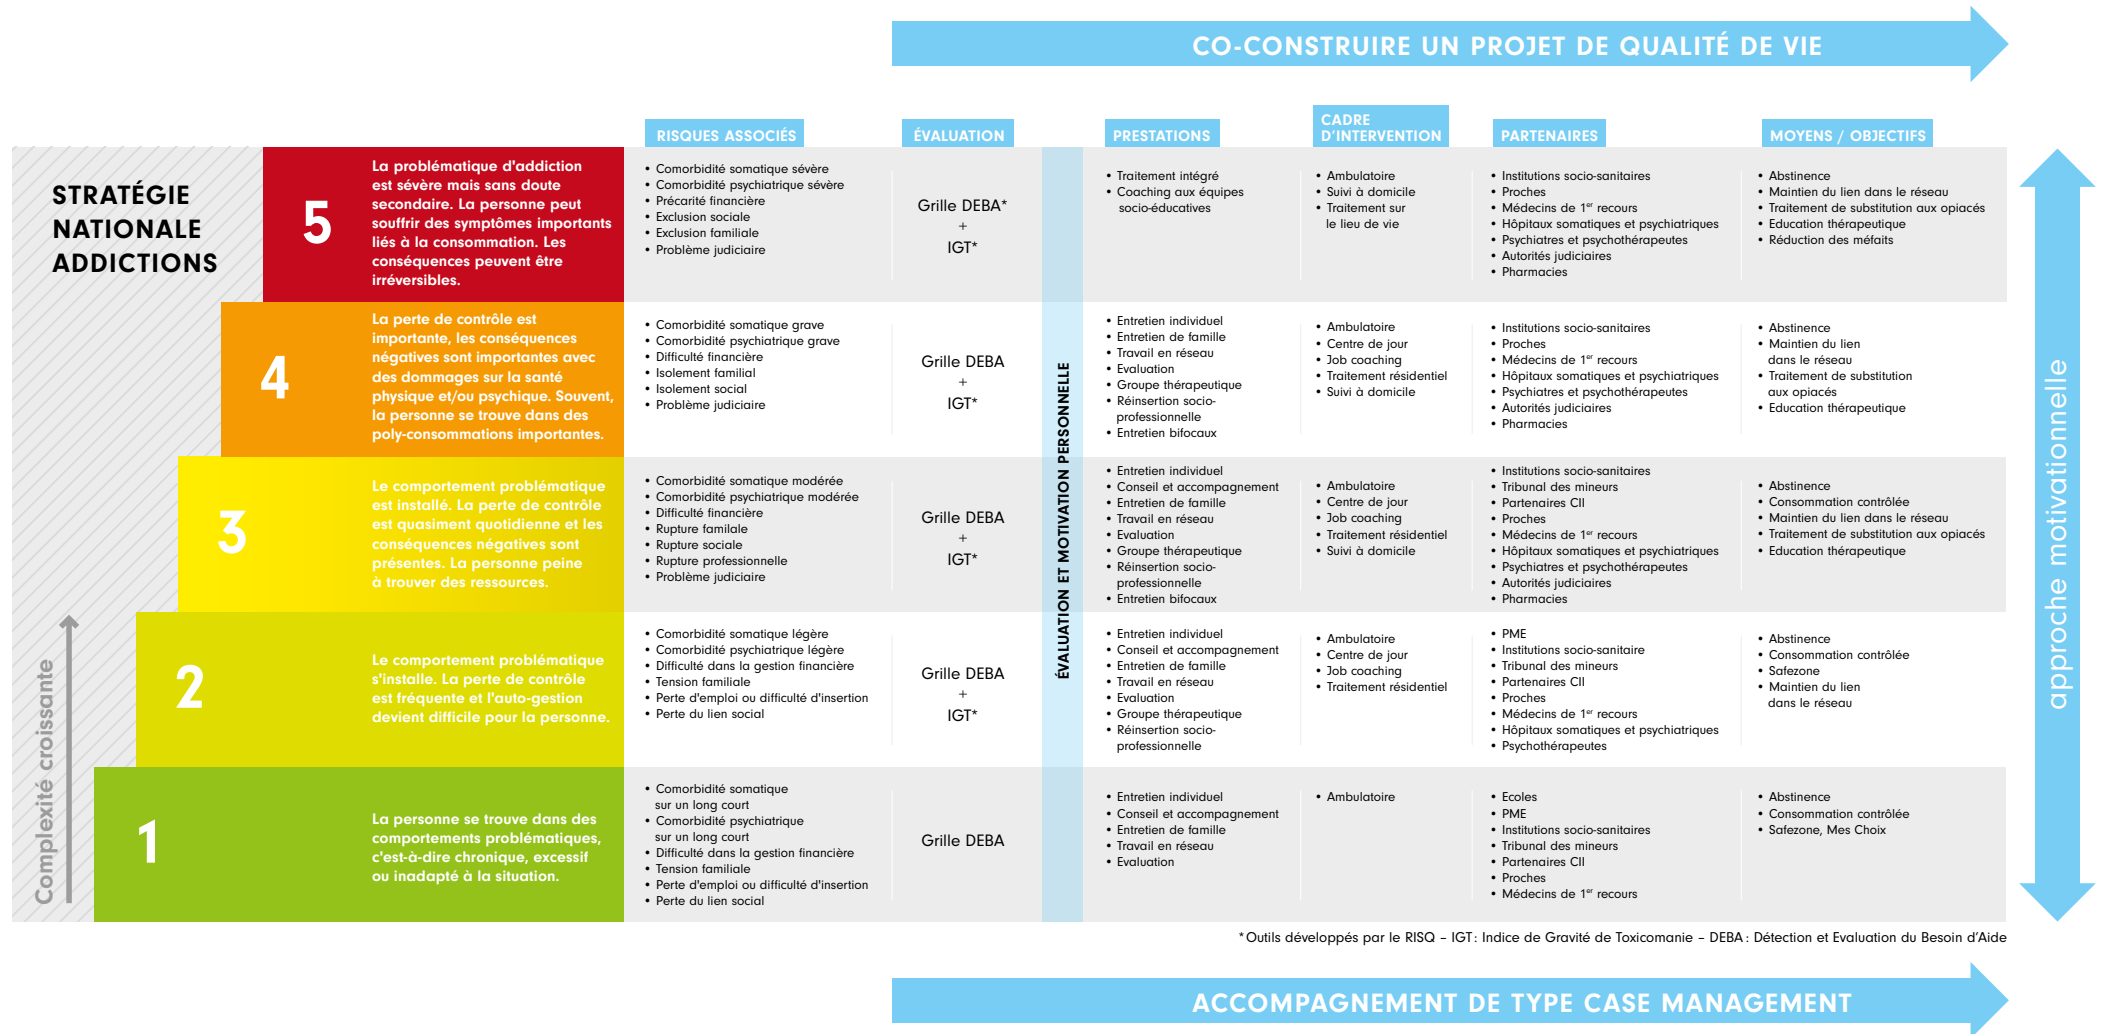 CO-CONSTRUIRE UN PROJET DE QUALITÉ DE VIE
RISQUES ASSOCIÉS
ÉVALUATION
PRESTATIONS
CADRE
D'INTERVENTION
PARTENAIRES
MOYENS / OBJECTIFS
STRATÉGIE
NATIONALE
ADDICTIONS
5
La problématique d'addiction
est sévère mais sans doute
secondaire. La personne peut
souffrir des symptômes importants
liés à la consommation. Les
conséquences peuvent être
irréversibles.
• Comorbidité somatique sévère
• Comorbidité psychiatrique sévère
• Précarité financière
• Exclusion sociale
• Exclusion familiale
• Problème judiciaire
Grille DEBA*
+
IGT*
• Traitement intégré
• Coaching aux équipes
socio-éducatives
• Ambulatoire
• Suivi à domicile
• Traitement sur
le lieu de vie
• Institutions socio-sanitaires
• Proches
• Médecins de 1er recours
• Hôpitaux somatiques et psychiatriques
• Psychiatres et psychothérapeutes
• Autorités judiciaires
• Pharmacies
• Abstinence
• Maintien du lien dans le réseau
• Traitement de substitution aux opiacés
• Education thérapeutique
• Réduction des méfaits
4
La perte de contrôle est
importante, les conséquences
négatives sont importantes avec
des dommages sur la santé
physique et/ou psychique. Souvent,
la personne se trouve dans des
poly-consommations importantes.
• Comorbidité somatique grave
• Comorbidité psychiatrique grave
• Difficulté financière
• Isolement familial
• Isolement social
• Problème judiciaire
Grille DEBA
+
IGT*
• Entretien individuel
• Entretien de famille
• Travail en réseau
• Evaluation
• Groupe thérapeutique
• Réinsertion socio-
professionnelle
• Entretien bifocaux
• Ambulatoire
• Centre de jour
• Job coaching
• Traitement résidentiel
• Suivi à domicile
• Institutions socio-sanitaires
• Proches
• Médecins de 1er recours
• Hôpitaux somatiques et psychiatriques
• Psychiatres et psychothérapeutes
• Autorités judiciaires
• Pharmacies
• Abstinence
• Maintien du lien
dans le réseau
• Traitement de substitution
aux opiacés
• Education thérapeutique
3
Le comportement problématique
est installé. La perte de contrôle
est quasiment quotidienne et les
conséquences négatives sont
présentes. La personne peine
à trouver des ressources.
• Comorbidité somatique modérée
• Comorbidité psychiatrique modérée
• Difficulté financière
• Rupture familale
• Rupture sociale
• Rupture professionnelle
• Problème judiciaire
Grille DEBA
+
IGT*
• Entretien individuel
• Conseil et accompagnement
• Entretien de famille
• Travail en réseau
• Evaluation
• Groupe thérapeutique
• Réinsertion socio-
professionnelle
• Entretien bifocaux
• Ambulatoire
• Centre de jour
• Job coaching
• Traitement résidentiel
• Suivi à domicile
• Institutions socio-sanitaires
• Tribunal des mineurs
• Partenaires CII
• Proches
• Médecins de 1er recours
• Hôpitaux somatiques et psychiatriques
• Psychiatres et psychothérapeutes
• Autorités judiciaires
• Pharmacies
• Abstinence
• Consommation contrôlée
• Maintien du lien dans le réseau
• Traitement de substitution aux opiacés
• Education thérapeutique
2
Le comportement problématique
s'installe. La perte de contrôle
est fréquente et l'auto-gestion
devient difficile pour la personne.
• Comorbidité somatique légère
• Comorbidité psychiatrique légère
• Difficulté dans la gestion financière
• Tension familiale
• Perte d'emploi ou difficulté d'insertion
• Perte du lien social
Grille DEBA
+
IGT*
• Entretien individuel
• Conseil et accompagnement
• Entretien de famille
• Travail en réseau
• Evaluation
• Groupe thérapeutique
• Réinsertion socio-
professionnelle
• Ambulatoire
• Centre de jour
• Job coaching
• Traitement résidentiel
• PME
• Institutions socio-sanitaire
• Tribunal des mineurs
• Partenaires CII
• Proches
• Médecins de 1er recours
• Hôpitaux somatiques et psychiatriques
• Psychothérapeutes
• Abstinence
• Consommation contrôlée
• Safezone
• Maintien du lien
dans le réseau
1
La personne se trouve dans des
comportements problématiques,
c'est-à-dire chronique, excessif
ou inadapté à la situation.
• Comorbidité somatique
sur un long court
• Comorbidité psychiatrique
sur un long court
• Difficulté dans la gestion financière
• Tension familiale
• Perte d'emploi ou difficulté d'insertion
• Perte du lien social
Grille DEBA
• Entretien individuel
• Conseil et accompagnement
• Entretien de famille
• Travail en réseau
• Evaluation
• Ambulatoire
• Ecoles
• PME
• Institutions socio-sanitaires
• Tribunal des mineurs
• Partenaires CII
• Proches
• Médecins de 1er recours
• Abstinence
• Consommation contrôlée
• Safezone, Mes Choix
Complexité croissante
ÉVALUATION ET MOTIVATION PERSONNELLE
approche motivationnelle
*Outils développés par le RISQ – IGT: Indice de Gravité de Toxicomanie – DEBA: Détection et Evaluation du Besoin d'Aide
ACCOMPAGNEMENT DE TYPE CASE MANAGEMENT